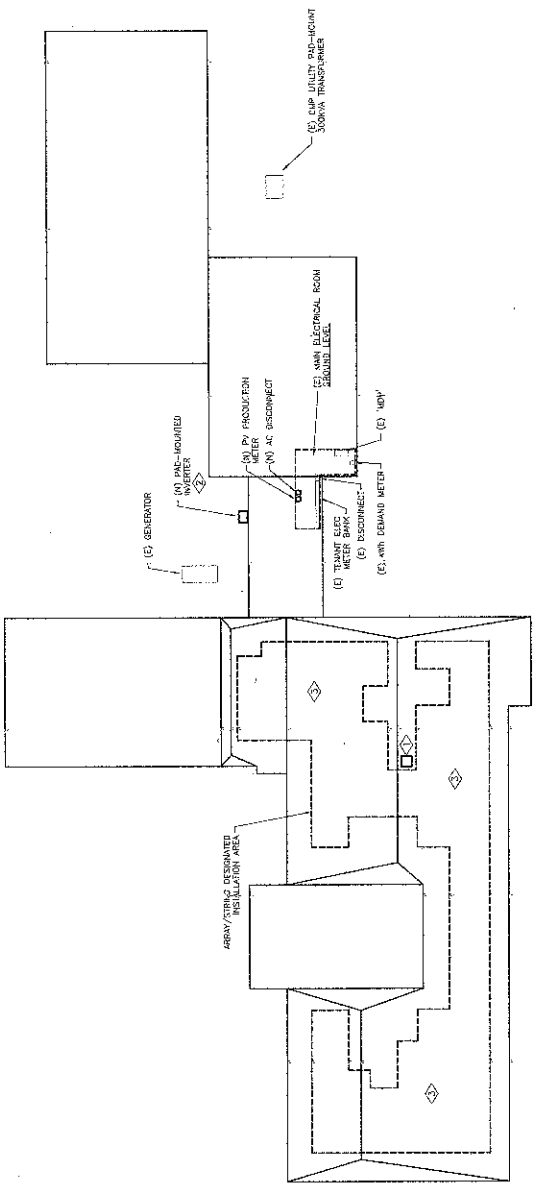 (E) GENERATOR
(N) PAD-MOUNTED
INVERTER
2
(N) PV PRODUCTION
METER
(N) AC DISCONNECT
(E) MAIN ELECTRICAL ROOM
GROUND LEVEL
UTILITY PAD-MOUNT
300KVA TRANSFORMER
(E) TENANT ELEC
METER BANK
(E) DISCONNECT
(E) KWH DEMAND METER
(E) 'MDP'
ARRAY/STRING DESIGNATED
INSTALLATION AREA
3
1
3
3